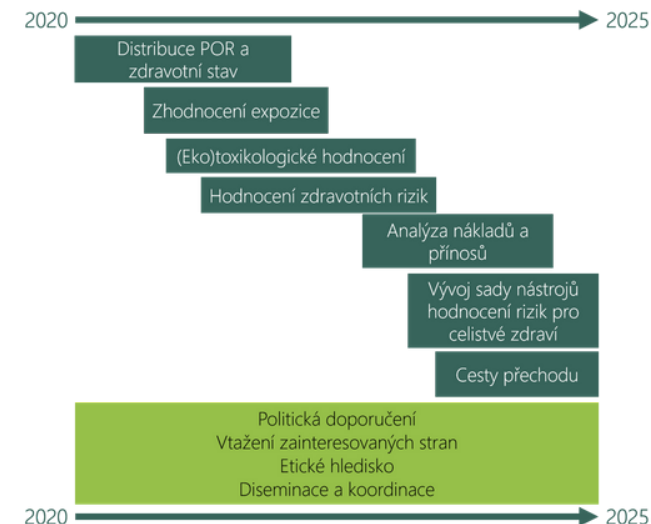 2020
2025
Distribuce POR a
zdravotní stav
Zhodnocení expozice
(Eko)toxikologické hodnocení
Hodnocení zdravotních rizik
Analýza nákladů a
přínosů
Vývoj sady nástrojů
hodnocení rizik pro
celistvé zdraví
Cesty přechodu
Politická doporučení
Vtažení zainteresovaných stran
Etické hledisko
Diseminace a koordinace
2020
2025